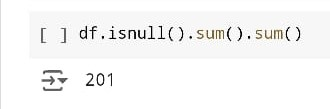 [ ] df.isnull().sum().sum()
201